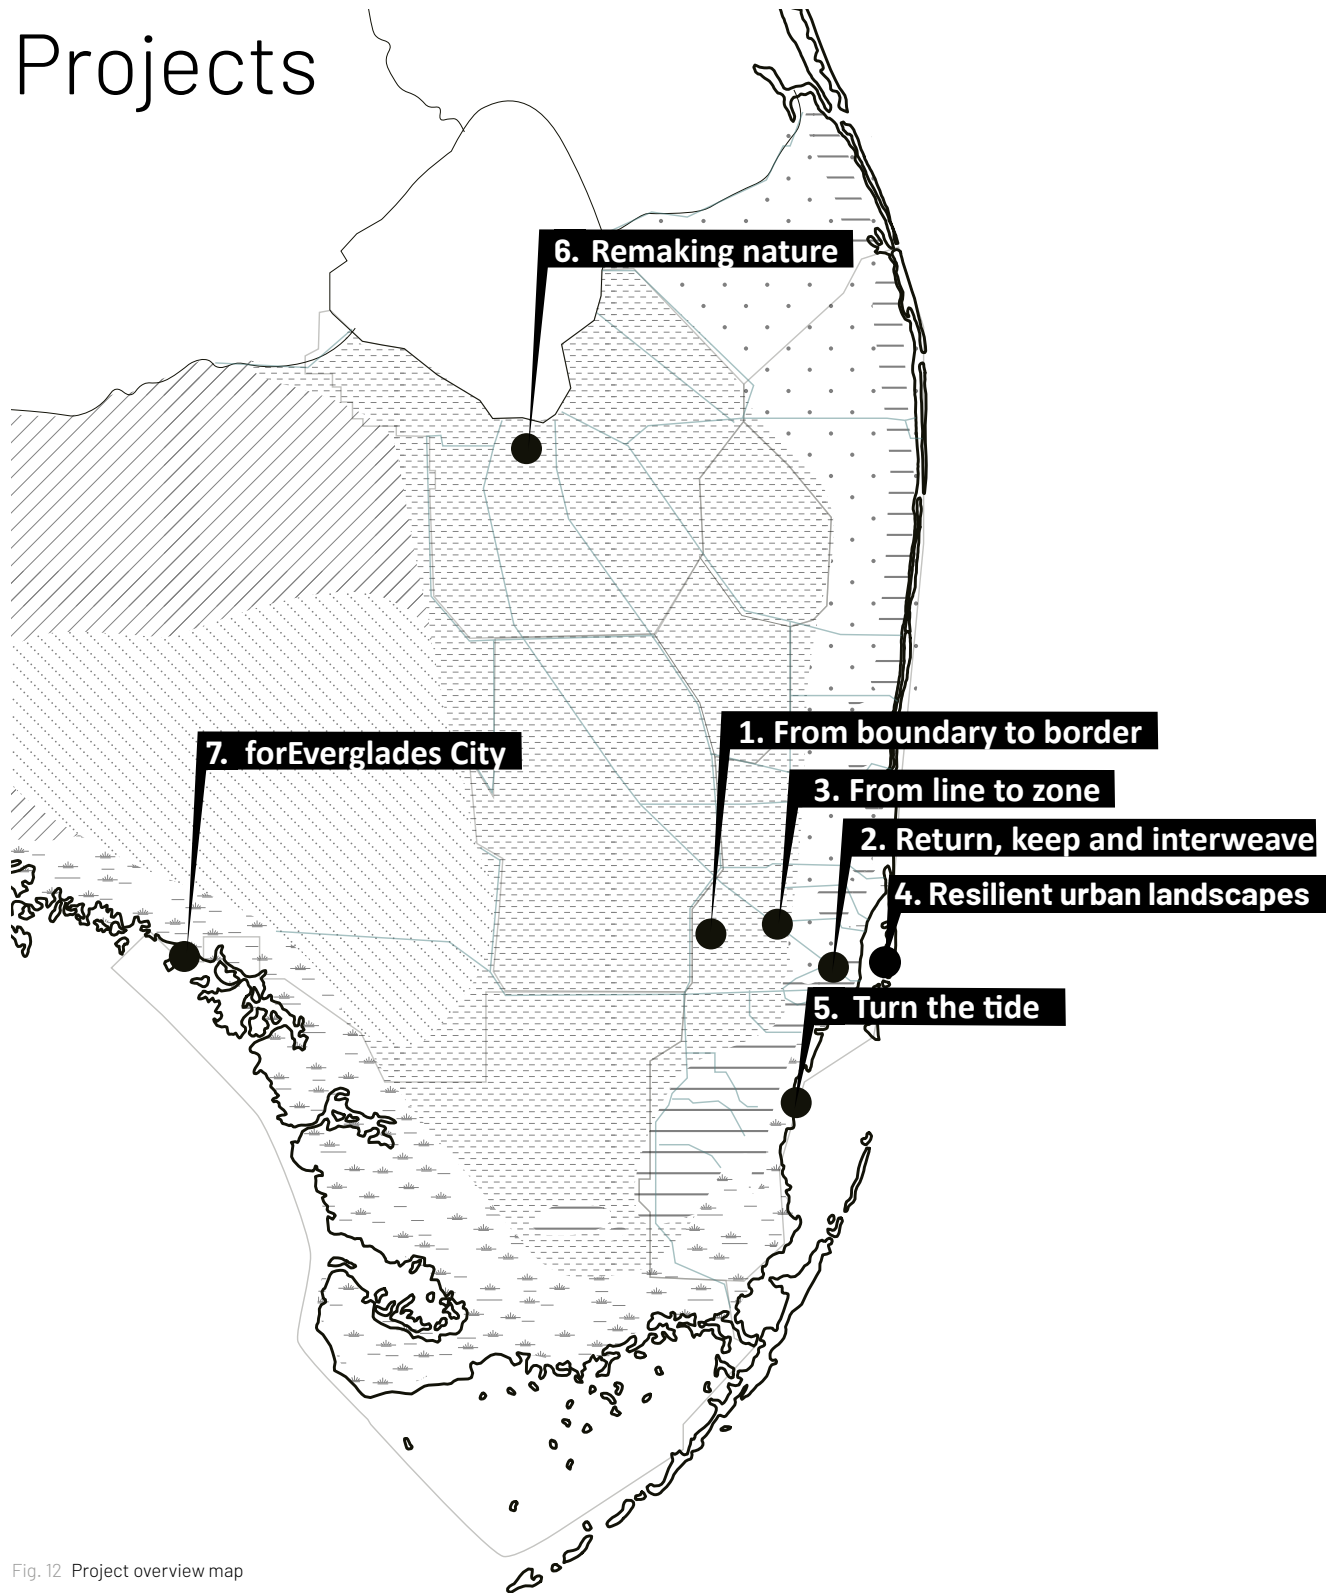 Projects
6. Remaking nature
1. From boundary to border
7. forEverglades City
3. From line to zone
2. Return, keep and interweave
4. Resilient urban landscapes
5. Turn the tide
Fig. 12 Project overview map